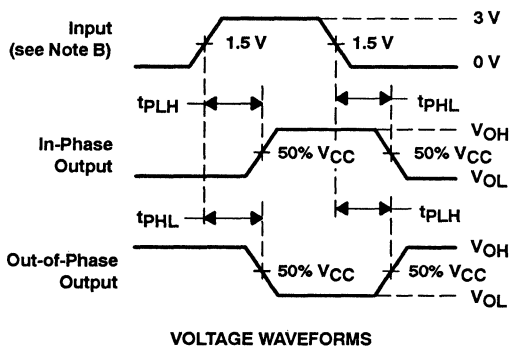 Input
(see Note B)
1.5 V
1.5 V
3 V
0 V
tPLH
tPHL
In-Phase
Output
50% VCC
50% VCC
VOH
VOL
tPHL
tPLH
Out-of-Phase
Output
50% VCC
50% VCC
VOH
VOL
VOLTAGE WAVEFORMS